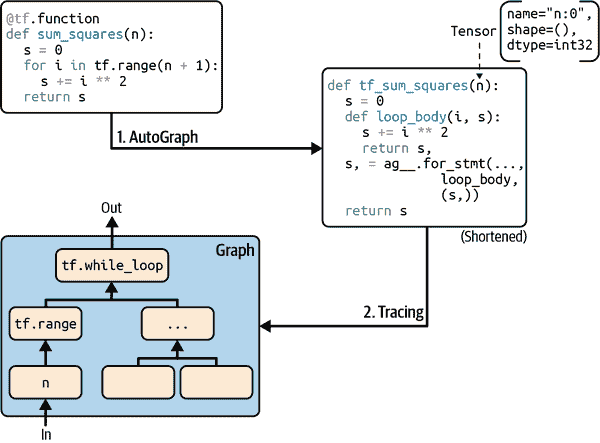 @tf.function
def sum_squares(n):
  s = 0
  for i in tf.range(n + 1):
    s += i ** 2
  return s
1. AutoGraph
Tensor
name="n:0",
shape=(),
dtype=int32
def tf_sum_squares(n):
  s = 0
  def loop_body(i, s):
    s += i ** 2
    return s,
  s, = ag__.for_stmt(...,
            loop_body,
            (s,))
  return s
(Shortened)
2. Tracing
Out
Graph
tf.while_loop
tf.range
...
n
In